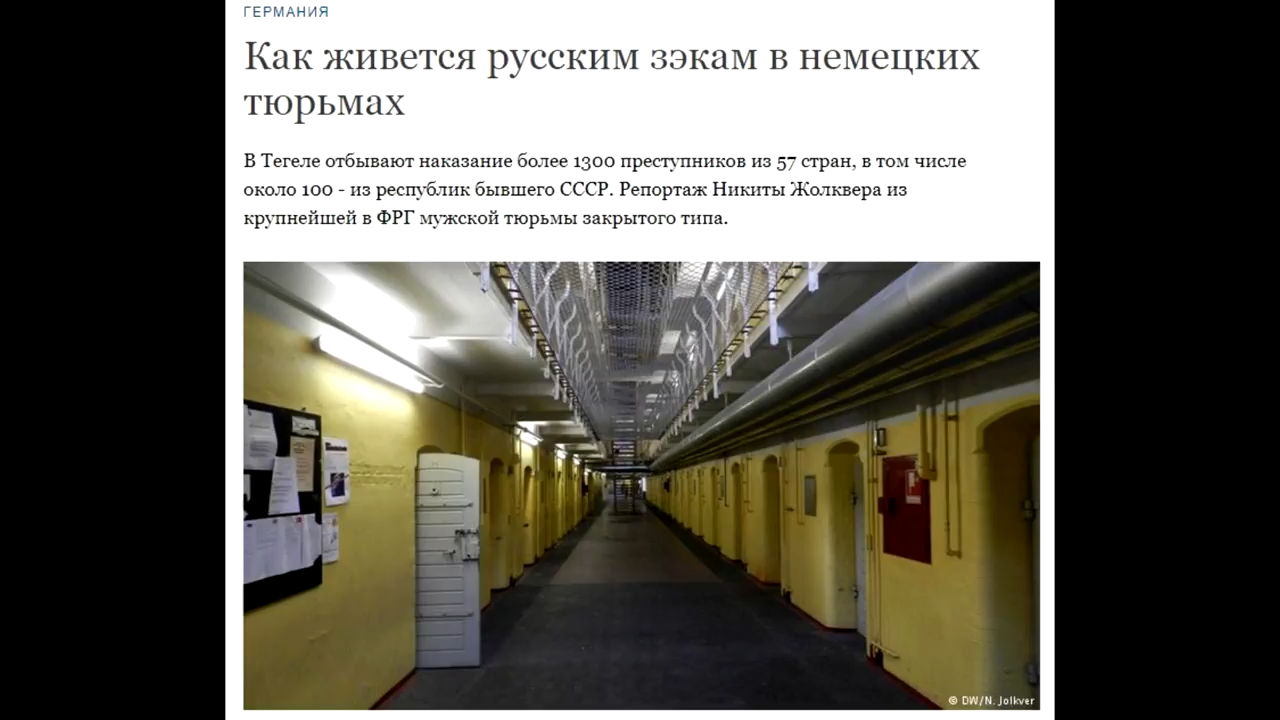 ГЕРМАНИЯ
Как живется русским зэкам в немецких
тюрьмах
В Тегеле отбывают наказание более 1300 преступников из 57 стран, в том числе
около 100 - из республик бывшего СССР. Репортаж Никиты Жолквера из
крупнейшей в ФРГ мужской тюрьмы закрытого типа.
© DW/N. Jolkver